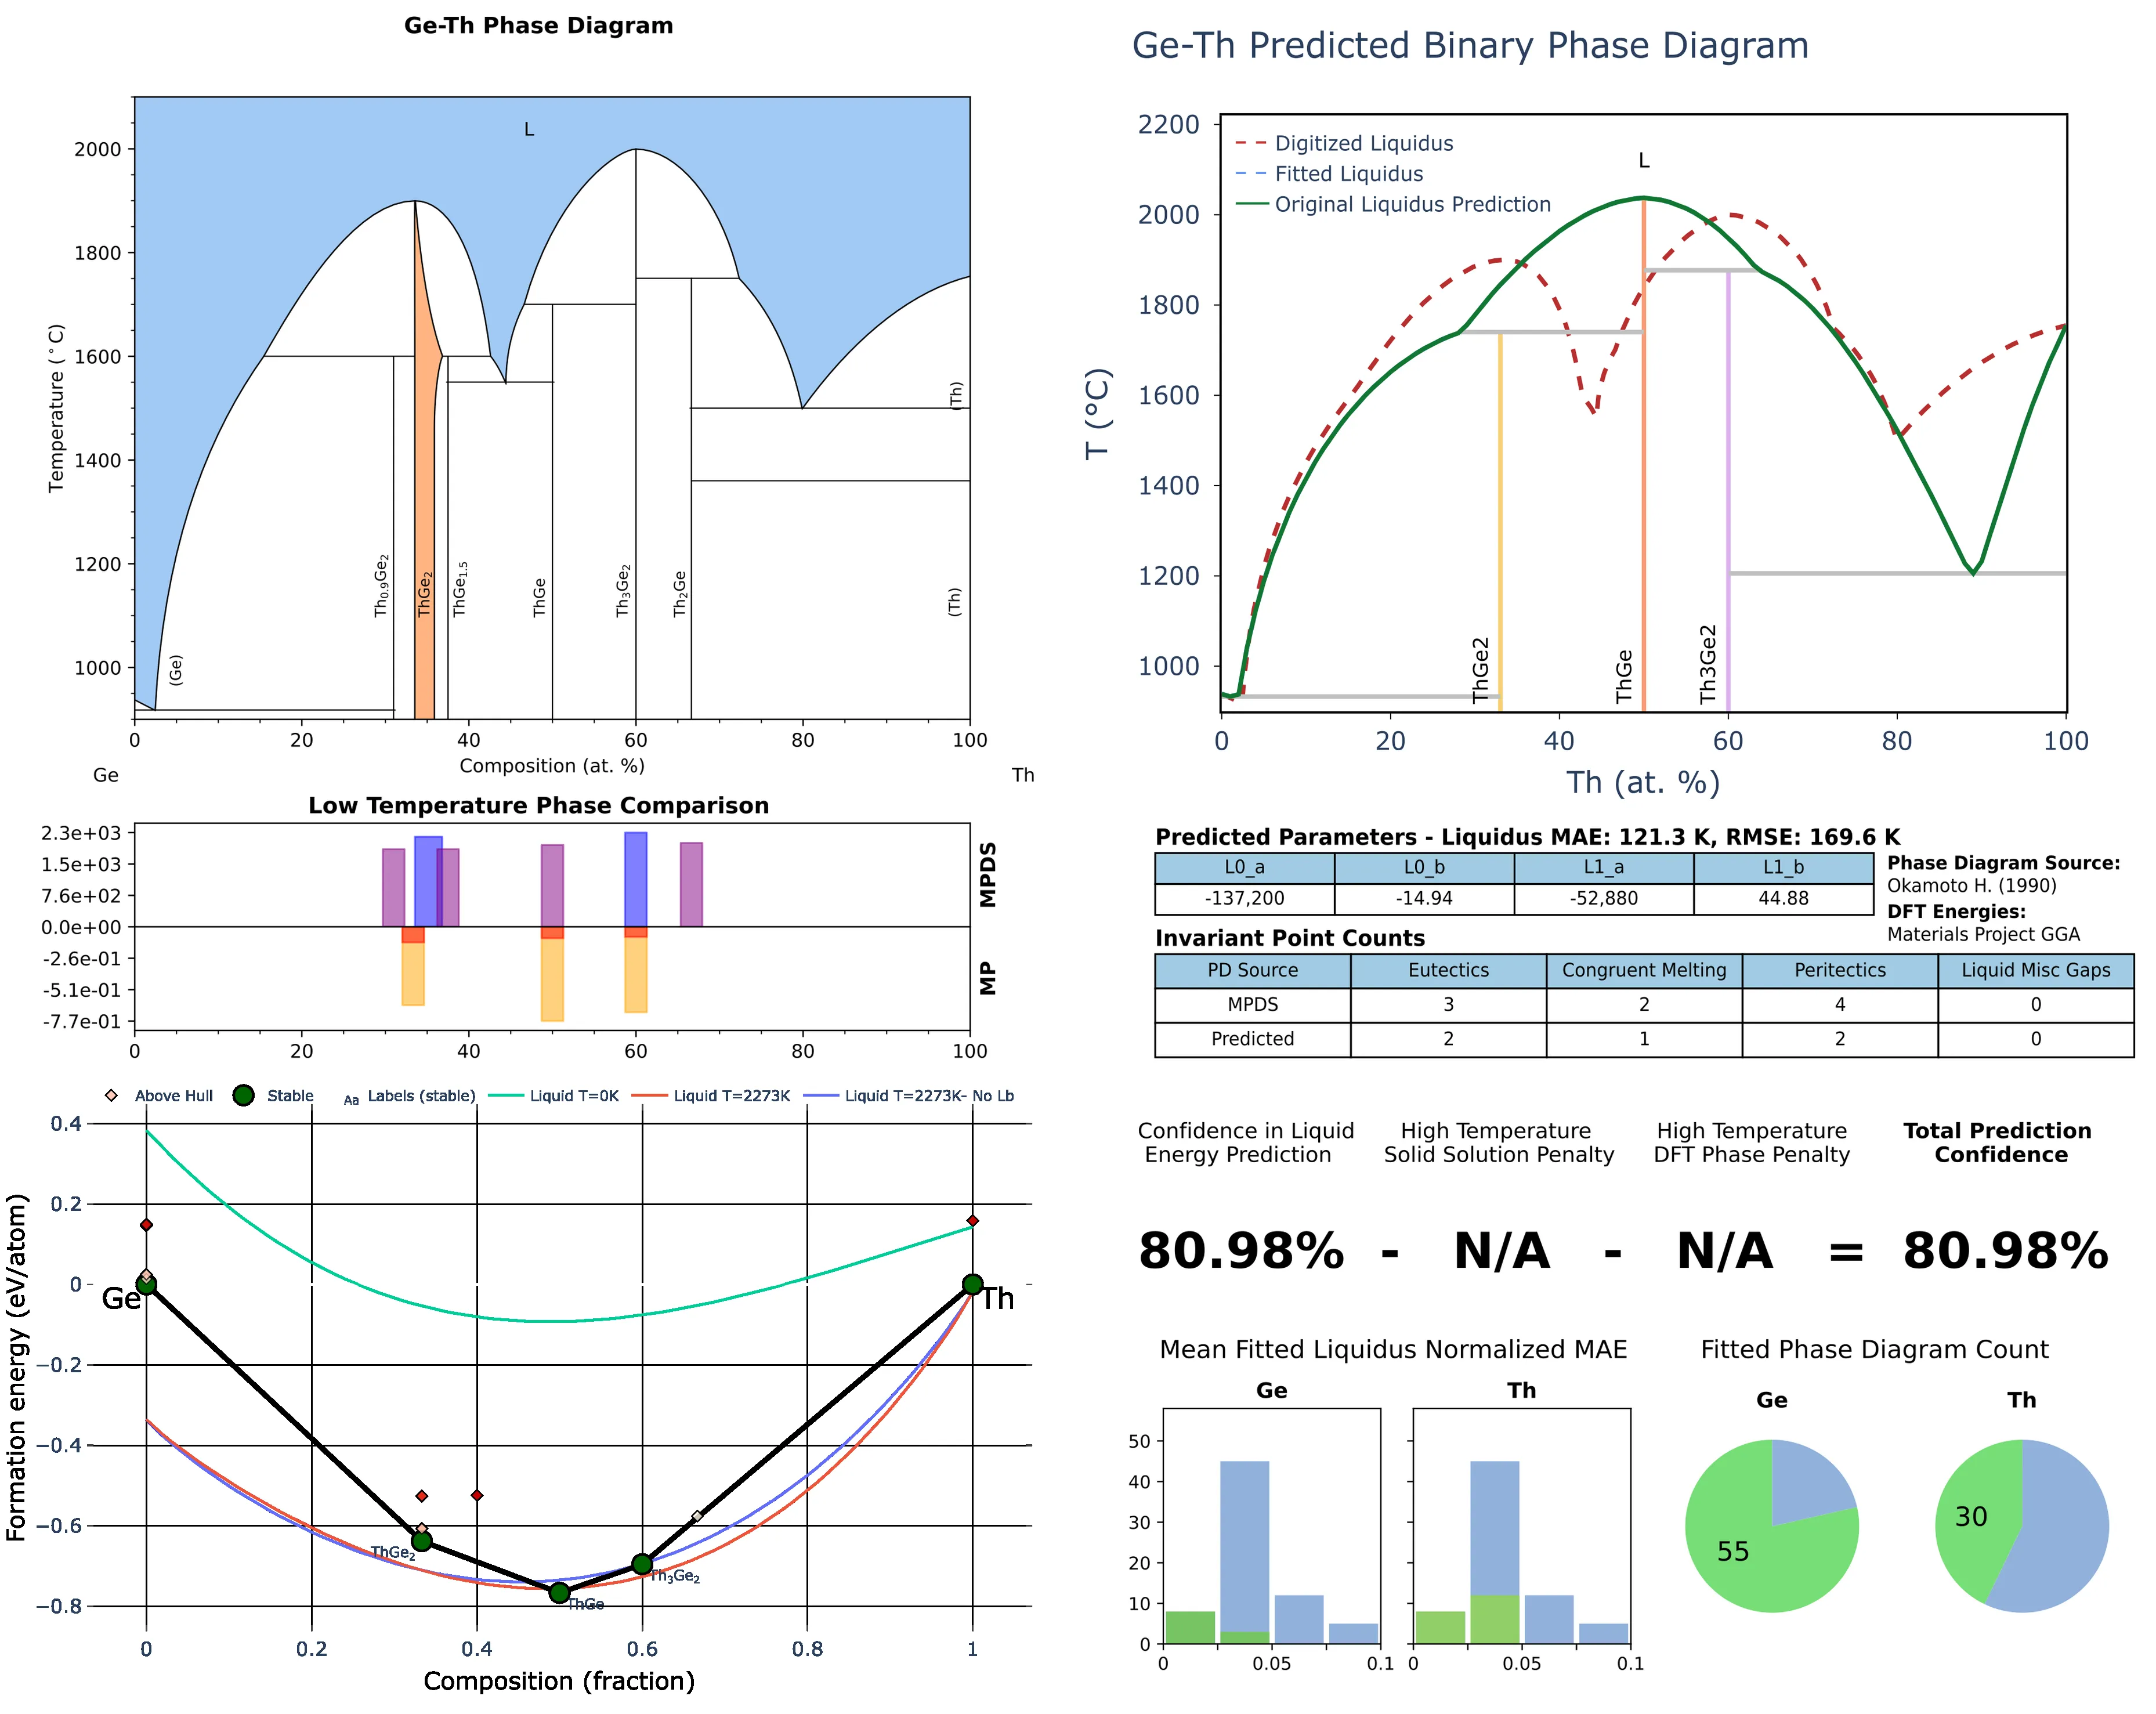 Ge-Th Phase Diagram
Temperature (°C)
2000
1800
1600
1400
1200
1000
L
(Ge)
Th0.9Ge2
ThGe2
ThGe1.5
ThGe
Th3Ge2
Th2Ge
(Th)
(Th)
0 20 40 60 80 100
Composition (at. %)
Ge Th
Ge-Th Predicted Binary Phase Diagram
T (°C)
2200
2000
1800
1600
1400
1200
1000
Digitized Liquidus
Fitted Liquidus
Original Liquidus Prediction
L
ThGe2
ThGe
Th3Ge2
0 20 40 60 80 100
Th (at. %)
Low Temperature Phase Comparison
2.3e+03
1.5e+03
7.6e+02
0.0e+00
-2.6e-01
-5.1e-01
-7.7e-01
MPDS
MP
0 20 40 60 80 100
Predicted Parameters - Liquidus MAE: 121.3 K, RMSE: 169.6 K
L0_a L0_b L1_a L1_b
-137,200 -14.94 -52,880 44.88
Phase Diagram Source:
Okamoto H. (1990)
DFT Energies:
Materials Project GGA
Invariant Point Counts
PD Source Eutectics Congruent Melting Peritectics Liquid Misc Gaps
MPDS 3 2 4 0
Predicted 2 1 2 0
Above Hull Stable Aa Labels (stable) Liquid T=0K Liquid T=2273K Liquid T=2273K- No Lb
Formation energy (eV/atom)
0.4
0.2
0
−0.2
−0.4
−0.6
−0.8
Ge
Th
ThGe2
ThGe
Th3Ge2
0 0.2 0.4 0.6 0.8 1
Composition (fraction)
Confidence in Liquid
Energy Prediction
High Temperature
Solid Solution Penalty
High Temperature
DFT Phase Penalty
Total Prediction
Confidence
80.98% - N/A - N/A = 80.98%
Mean Fitted Liquidus Normalized MAE
Ge Th
50
40
30
20
10
0
0 0.05 0.1
0 0.05 0.1
Fitted Phase Diagram Count
Ge Th
55
30